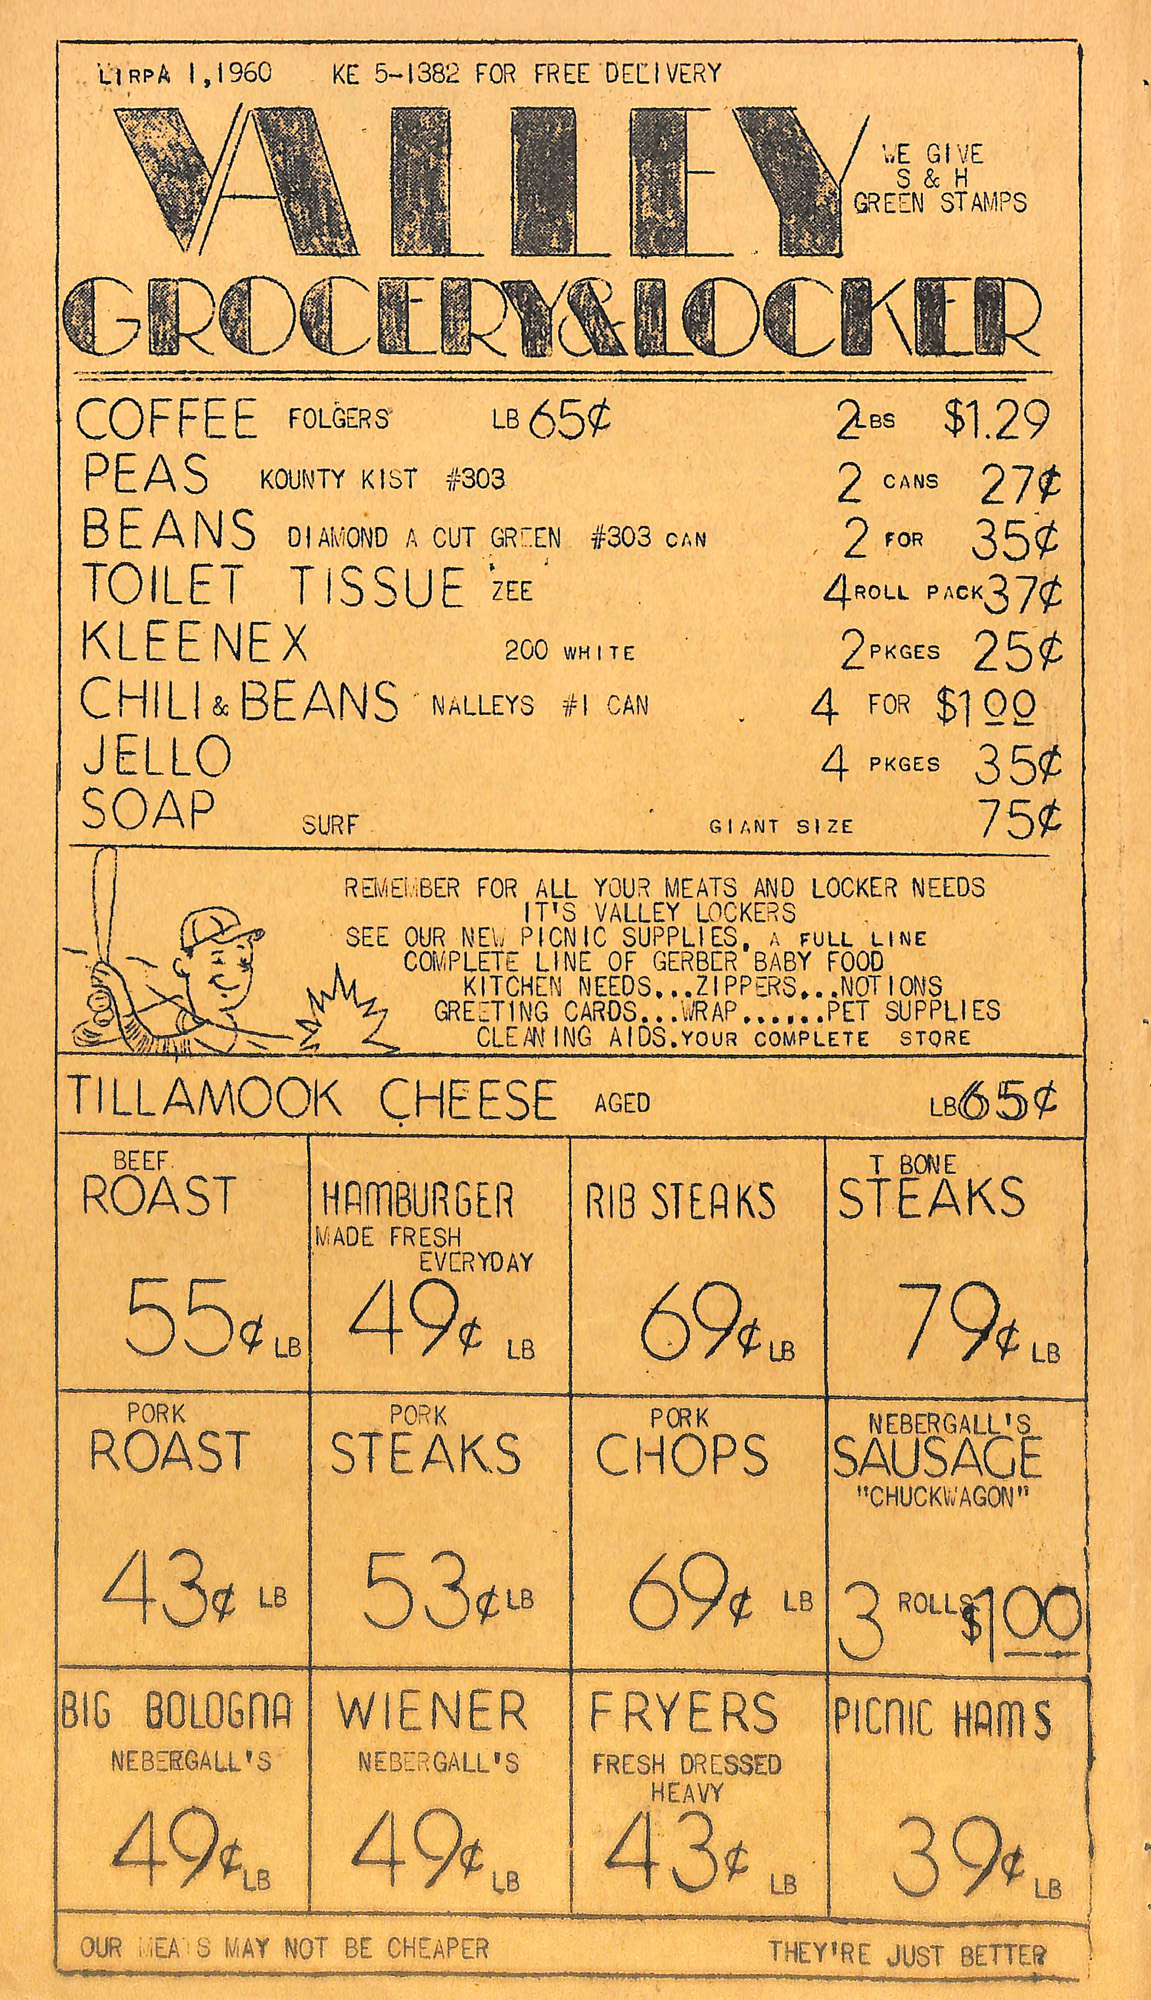 LIRPA 1,1960 KE 5-1382 FOR FREE DELIVERY
VALLEY
WE GIVE
S & H
GREEN STAMPS
GROCERY&LOCKER
COFFEE FOLGERS LB 65¢ 2LBS $1.29
PEAS KOUNTY KIST #303 2 CANS 27¢
BEANS DIAMOND A CUT GREEN #303 CAN 2 FOR 35¢
TOILET TISSUE ZEE 4 ROLL PACK 37¢
KLEENEX 200 WHITE 2 PKGES 25¢
CHILI & BEANS NALLEYS #1 CAN 4 FOR $1 00
JELLO 4 PKGES 35¢
SOAP SURF GIANT SIZE 75¢
REMEMBER FOR ALL YOUR MEATS AND LOCKER NEEDS
IT'S VALLEY LOCKERS
SEE OUR NEW PICNIC SUPPLIES, A FULL LINE
COMPLETE LINE OF GERBER BABY FOOD
KITCHEN NEEDS...ZIPPERS...NOTIONS
GREETING CARDS...WRAP......PET SUPPLIES
CLEANING AIDS.YOUR COMPLETE STORE
TILLAMOOK CHEESE AGED LB 65¢
BEEF
ROAST
55¢ LB
HAMBURGER
MADE FRESH
EVERYDAY
49¢ LB
RIB STEAKS
69¢ LB
T BONE
STEAKS
79¢ LB
PORK
ROAST
43¢ LB
PORK
STEAKS
53¢ LB
PORK
CHOPS
69¢ LB
NEBERGALL'S
SAUSAGE
"CHUCKWAGON"
3 ROLLS $1 00
BIG BOLOGNA
NEBERGALL'S
49¢ LB
WIENER
NEBERGALL'S
49¢ LB
FRYERS
FRESH DRESSED
HEAVY
43¢ LB
PICNIC HAMS
39¢ LB
OUR MEATS MAY NOT BE CHEAPER THEY'RE JUST BETTER